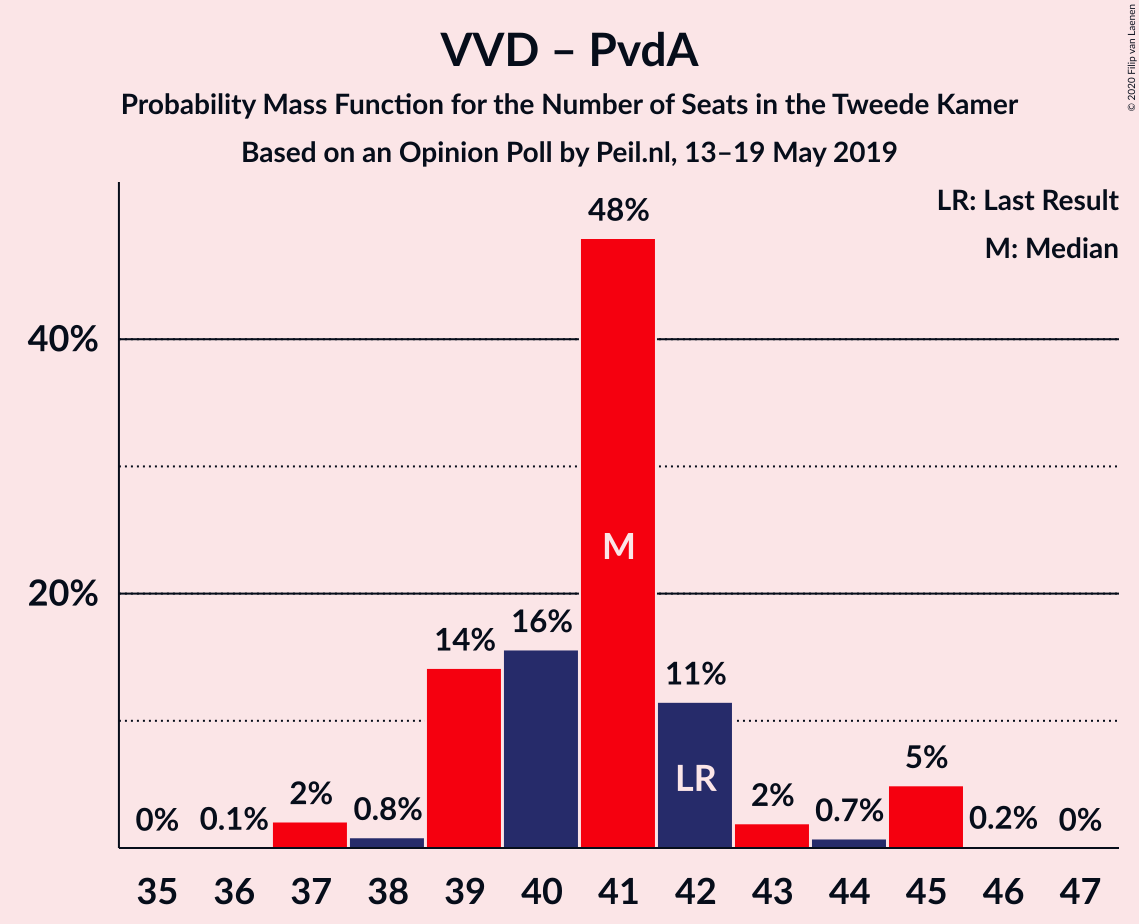 VVD – PvdA
Probability Mass Function for the Number of Seats in the Tweede Kamer
Based on an Opinion Poll by Peil.nl, 13–19 May 2019
© 2020 Filip van Laenen
LR: Last Result
M: Median
40%
20%
0% 0.1% 2% 0.8% 14% 16% 48% 11% 2% 0.7% 5% 0.2% 0%
M
LR
35 36 37 38 39 40 41 42 43 44 45 46 47